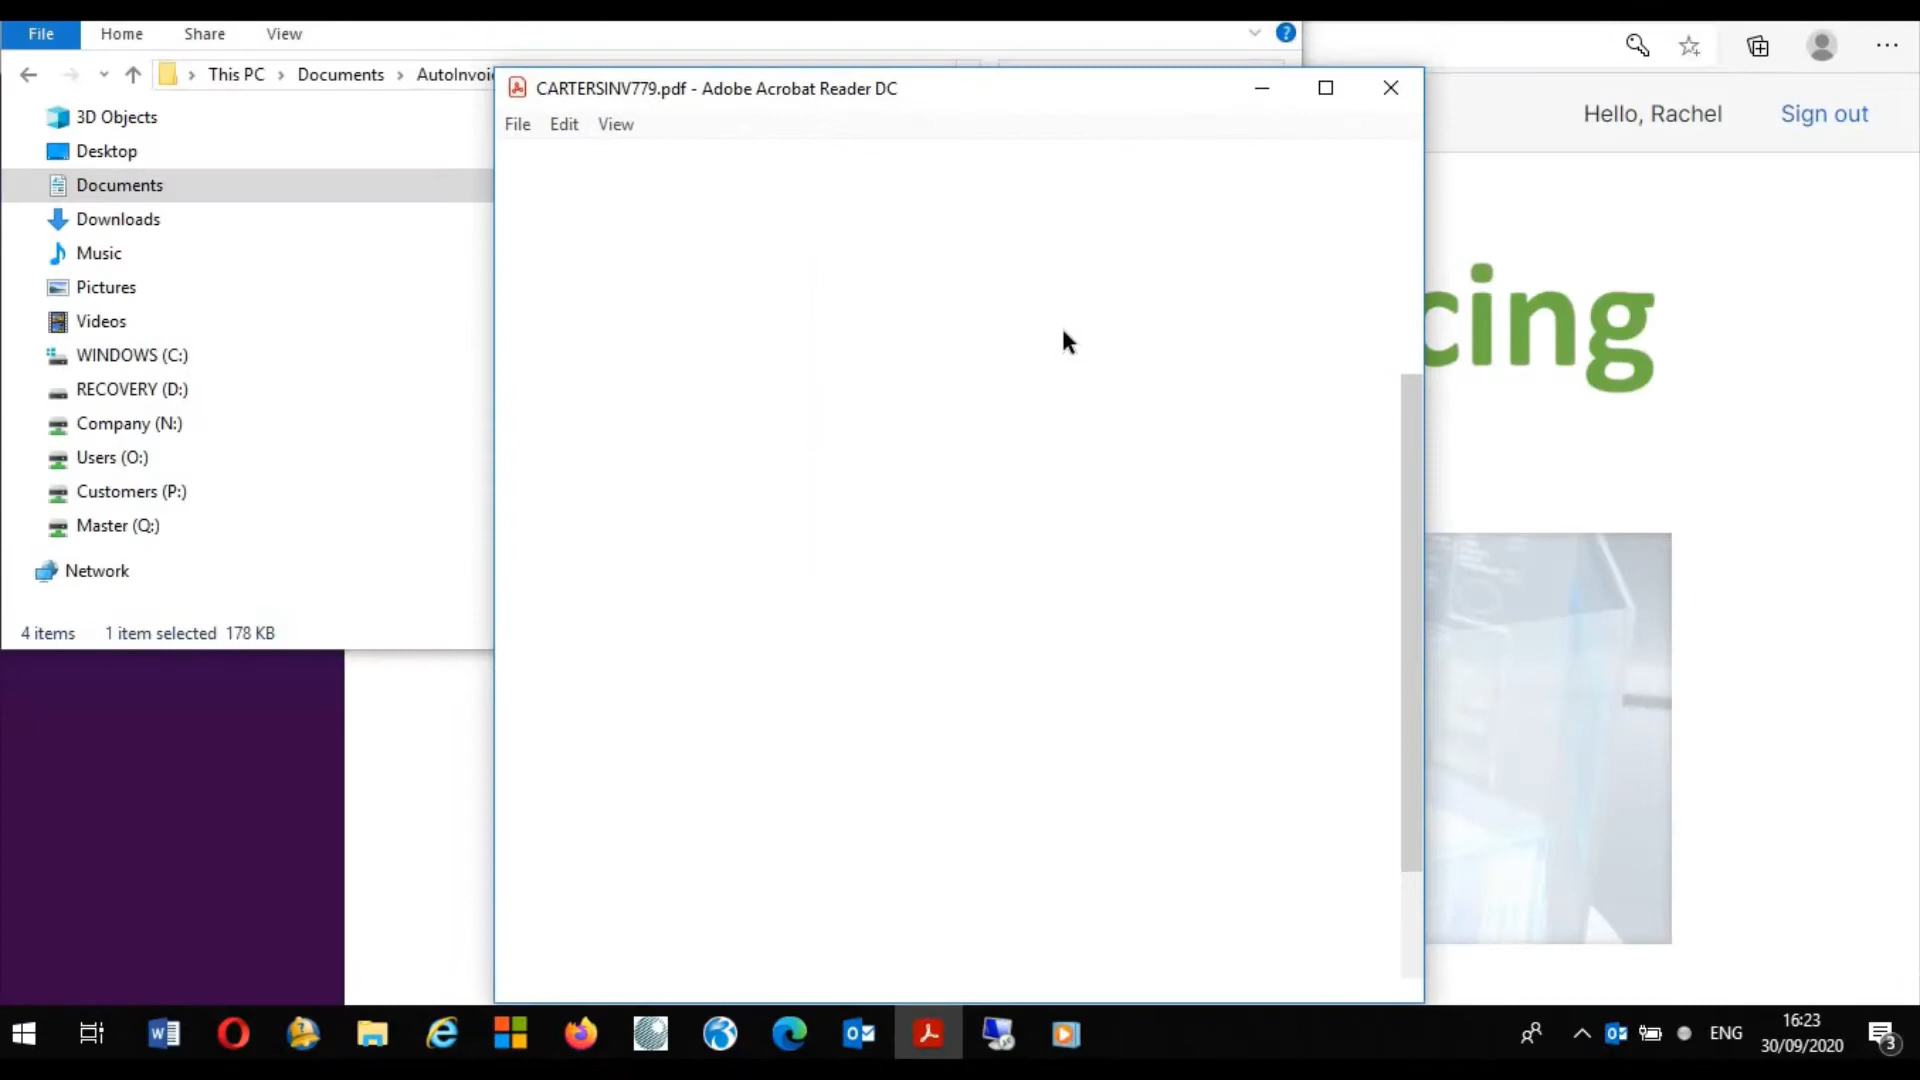 File Home Share View
This PC Documents AutoInvoi
CARTERSINV779.pdf - Adobe Acrobat Reader DC
File Edit View
3D Objects
Desktop
Documents
Downloads
Music
Pictures
Videos
WINDOWS (C:)
RECOVERY (D:)
Company (N:)
Users (O:)
Customers (P:)
Master (Q:)
Network
4 items 1 item selected 178 KB
Hello, Rachel Sign out
cing
ENG
16:23
30/09/2020
3